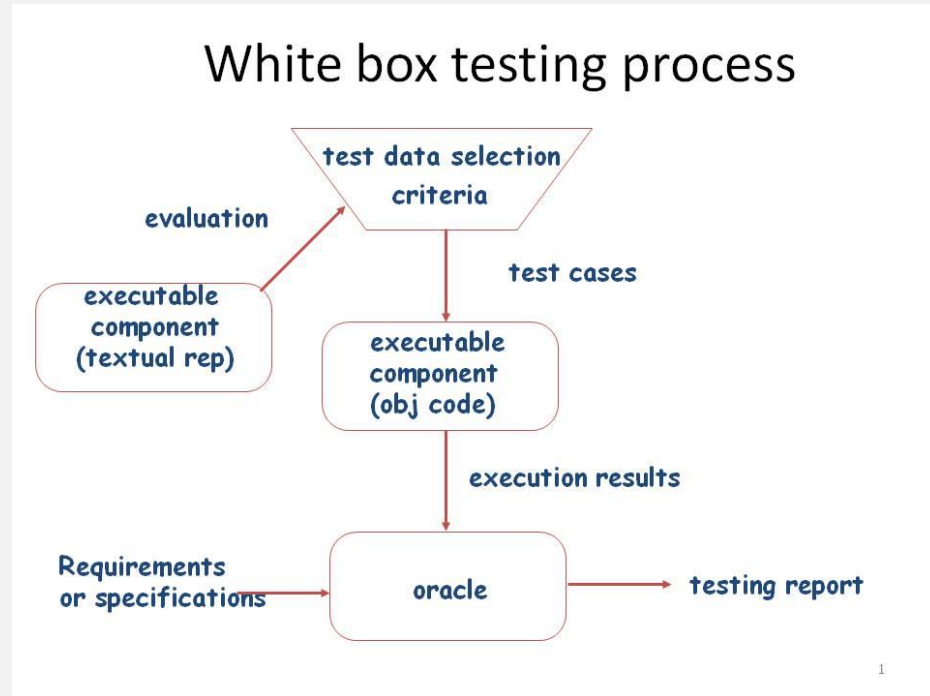 White box testing process
test data selection
criteria
evaluation
test cases
executable
component
(textual rep)
executable
component
(obj code)
execution results
Requirements
or specifications
oracle
testing report
1